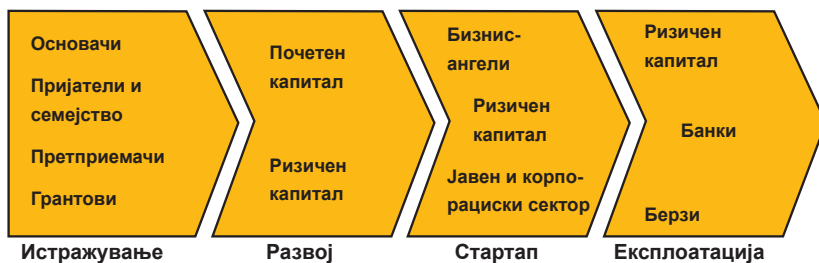 Основачи
Пријатели и
семејство
Претприемачи
Грантови
Истражување
Почетен
капитал
Ризичен
капитал
Развој
Бизнис-
ангели
Ризичен
капитал
Јавен и корпо-
рациски сектор
Стартап
Ризичен
капитал
Банки
Берзи
Експлоатација